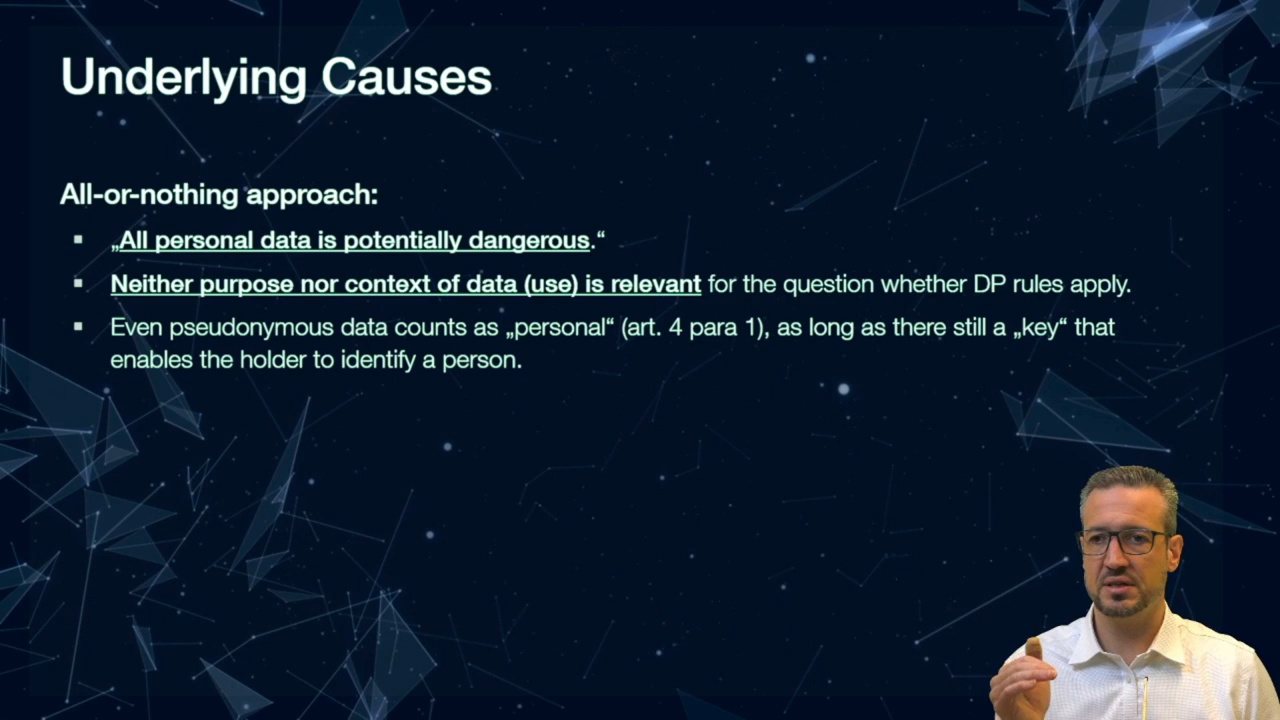 Underlying Causes
All-or-nothing approach:
▪ „All personal data is potentially dangerous.“
▪ Neither purpose nor context of data (use) is relevant for the question whether DP rules apply.
▪ Even pseudonymous data counts as „personal“ (art. 4 para 1), as long as there still a „key“ that
enables the holder to identify a person.